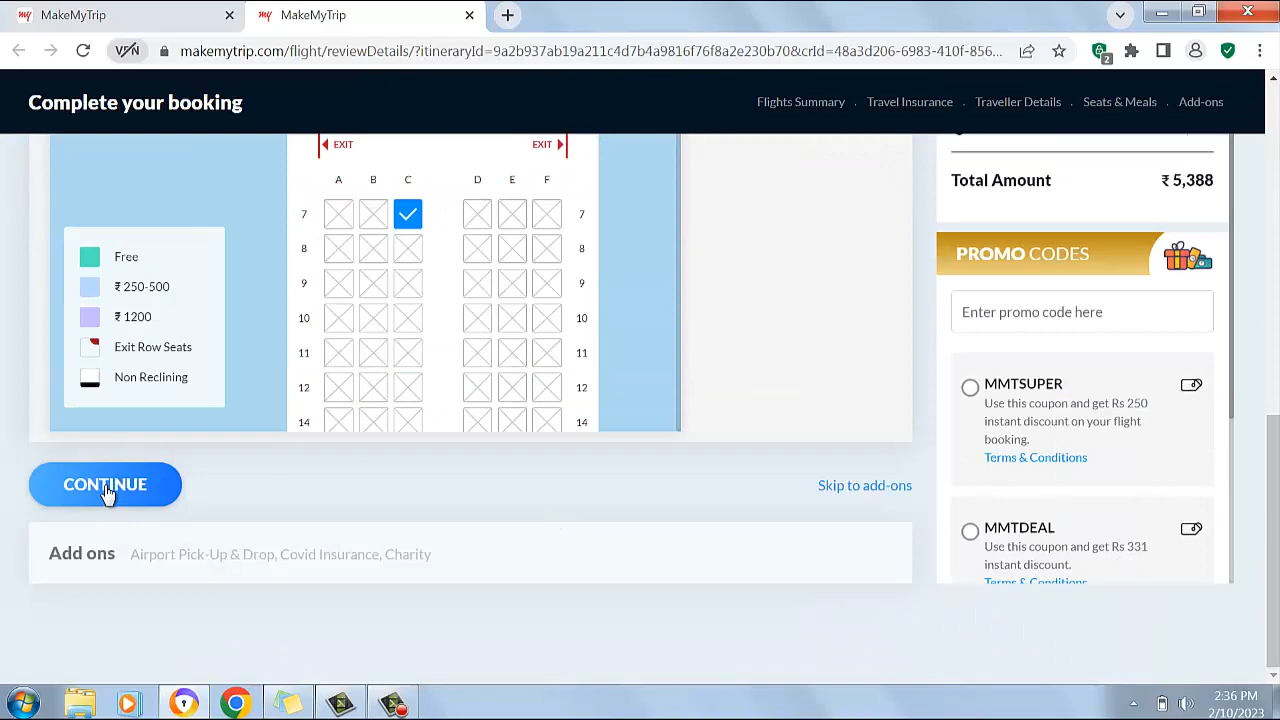 MakeMyTrip
MakeMyTrip
VPN
makemytrip.com/flight/reviewDetails/?itineraryId=9a2b937ab19a211c4d7b4a9816f76f8a2e230b70&crId=48a3d206-6983-410f-856...
2
Complete your booking
Flights Summary . Travel Insurance . Traveller Details . Seats & Meals . Add-ons
EXIT EXIT
A B C D E F
7 7
8 8
9 9
10 10
11 11
12 12
14 14
Free
₹ 250-500
₹ 1200
Exit Row Seats
Non Reclining
CONTINUE
Skip to add-ons
Add ons Airport Pick-Up & Drop, Covid Insurance, Charity
Total Amount ₹ 5,388
PROMO CODES
Enter promo code here
MMTSUPER
Use this coupon and get Rs 250
instant discount on your flight
booking.
Terms & Conditions
MMTDEAL
Use this coupon and get Rs 331
instant discount.
Terms & Conditions
2:36 PM
2/10/2023